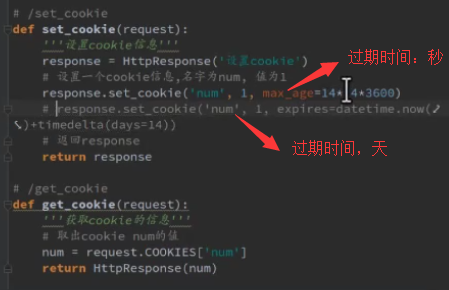 # /set_cookie
def set_cookie(request):
'''设置cookie信息'''
response = HttpResponse('设置cookie')
过期时间：秒
# 设置一个cookie信息,名字为num, 值为1
response.set_cookie('num', 1, max_age=14* 4*3600)
# response.set_cookie('num', 1, expires=datetime.now(
)+timedelta(days=14))
过期时间，天
# 返回response
return response
# /get_cookie
def get_cookie(request):
'''获取cookie的信息'''
# 取出cookie num的值
num = request.COOKIES['num']
return HttpResponse(num)